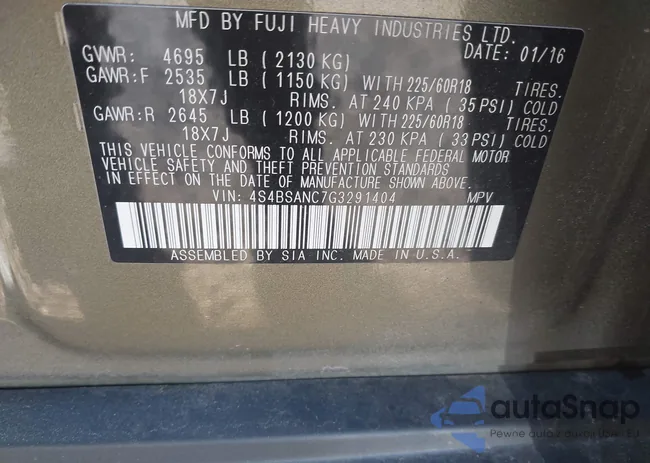 MFD BY FUJI HEAVY INDUSTRIES LTD.
GVWR: 4695 LB (2130 KG) DATE: 01/16
GAWR:F 2535 LB (1150 KG) WITH 225/60R18 TIRES.
18X7J RIMS. AT 240 KPA (35 PSI) COLD
GAWR:R 2645 LB (1200 KG) WITH 225/60R18 TIRES.
18X7J RIMS. AT 230 KPA (33 PSI) COLD
THIS VEHICLE CONFORMS TO ALL APPLICABLE FEDERAL MOTOR
VEHICLE SAFETY AND THEFT PREVENTION STANDARDS
IN EFFECT ON THE DATE OF MANUFACTURE SHOWN ABOVE.
VIN: 4S4BSANC7G3291404 MPV
ASSEMBLED BY SIA INC. MADE IN U.S.A.
autoSnap
Pewne auto z